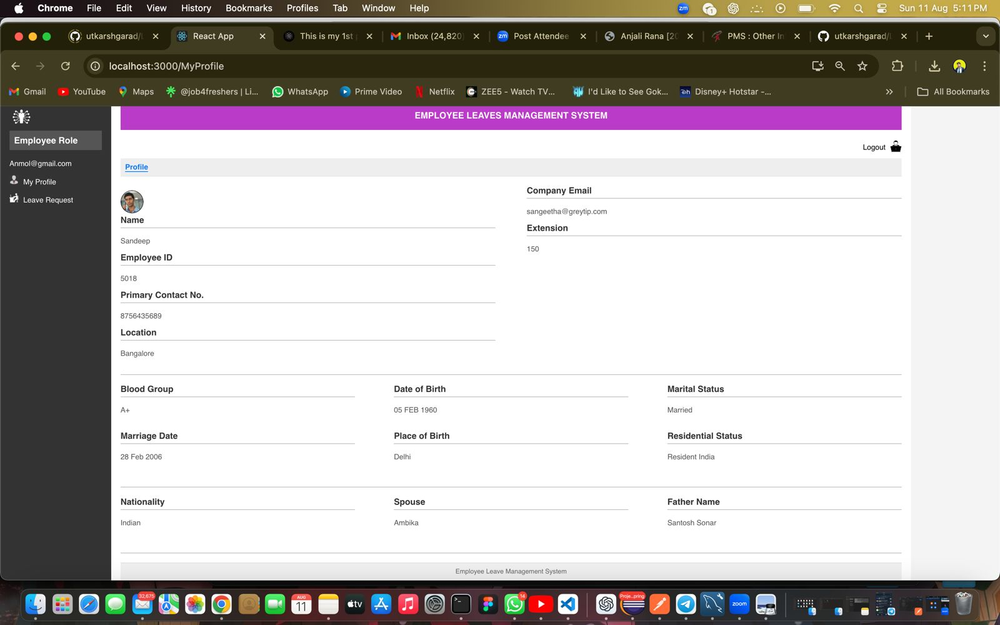 Chrome File Edit View History Bookmarks Profiles Tab Window Help
zm 1 Sun 11 Aug 5:11 PM
utkarshgarad/L React App This is my 1st Inbox (24,820) zm Post Attendee Anjali Rana [20 PMS : Other In utkarshgarad/L
localhost:3000/MyProfile
Gmail YouTube Maps @job4freshers | Li... WhatsApp Prime Video Netflix ZEE5 - Watch TV... I'd Like to See Gok... Disney+ Hotstar -... » All Bookmarks
EMPLOYEE LEAVES MANAGEMENT SYSTEM
Employee Role
Anmol@gmail.com
My Profile
Leave Request
Logout
Profile
Name
Sandeep
Employee ID
5018
Primary Contact No.
8756435689
Location
Bangalore
Company Email
sangeetha@greytip.com
Extension
150
Blood Group Date of Birth Marital Status
A+ 05 FEB 1960 Married
Marriage Date Place of Birth Residential Status
28 Feb 2006 Delhi Resident India
Nationality Spouse Father Name
Indian Ambika Santosh Sonar
Employee Leave Management System
32,675 AUG 11 tv 14 Proje...pring zoom